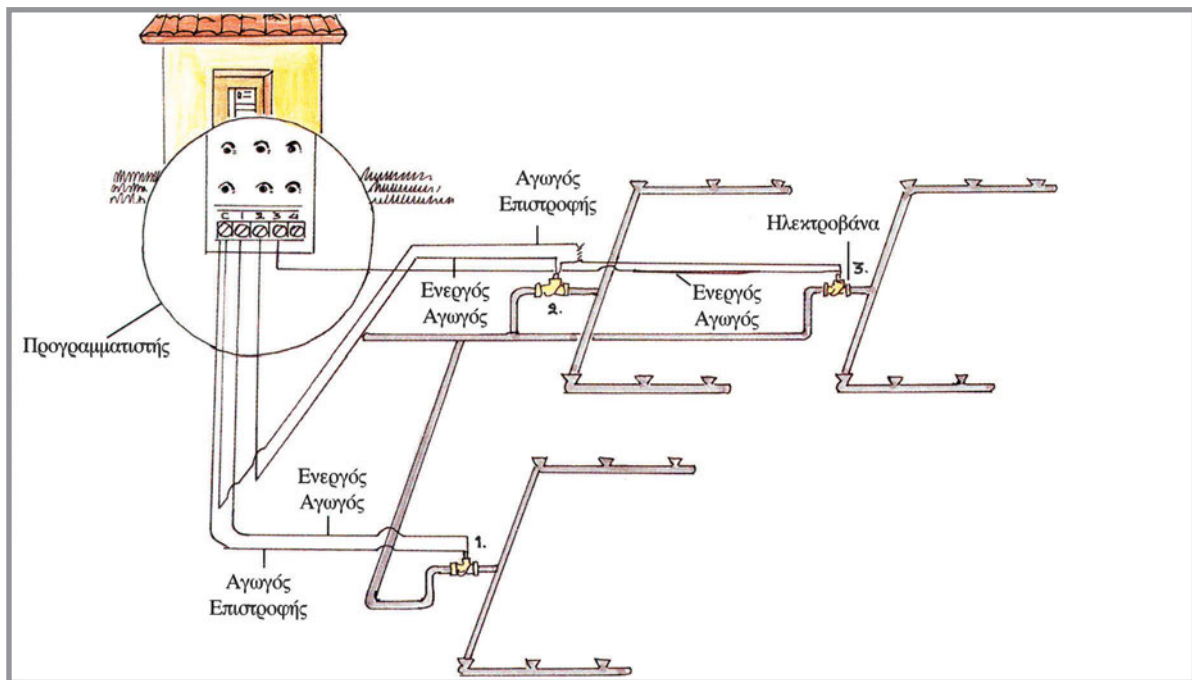 C 1 2 3 4
Αγωγός
Επιστροφής
Ηλεκτροβάνα
3.
Ενεργός
Αγωγός
2.
Ενεργός
Αγωγός
Προγραμματιστής
Ενεργός
Αγωγός
1.
Αγωγός
Επιστροφής